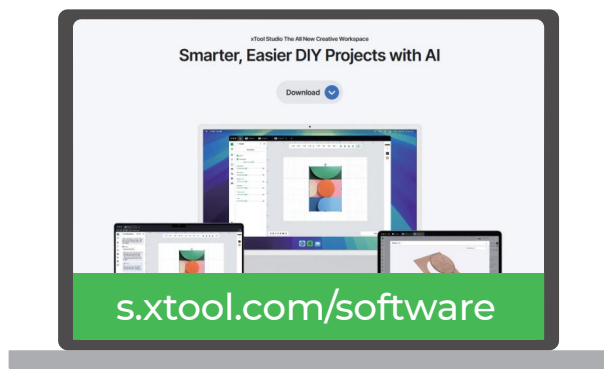 xTool Studio The All New Creative Workspace
Smarter, Easier DIY Projects with AI
Download
s.xtool.com/software